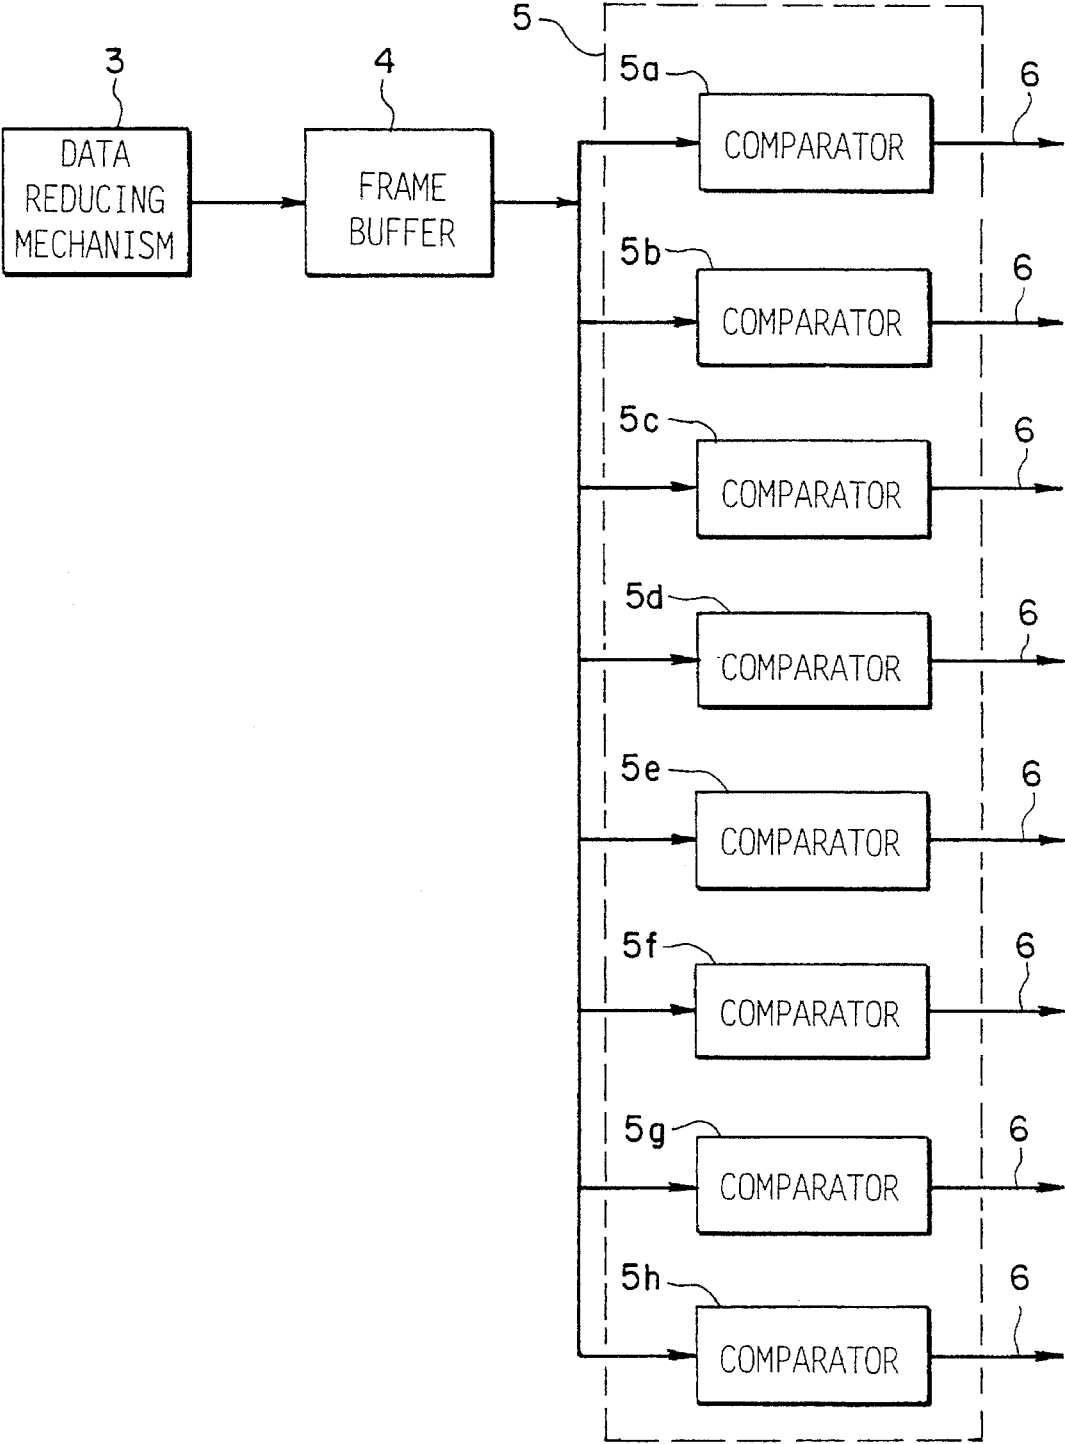 3
DATA
REDUCING
MECHANISM
4
FRAME
BUFFER
5
5a
COMPARATOR
6
5b
COMPARATOR
6
5c
COMPARATOR
6
5d
COMPARATOR
6
5e
COMPARATOR
6
5f
COMPARATOR
6
5g
COMPARATOR
6
5h
COMPARATOR
6